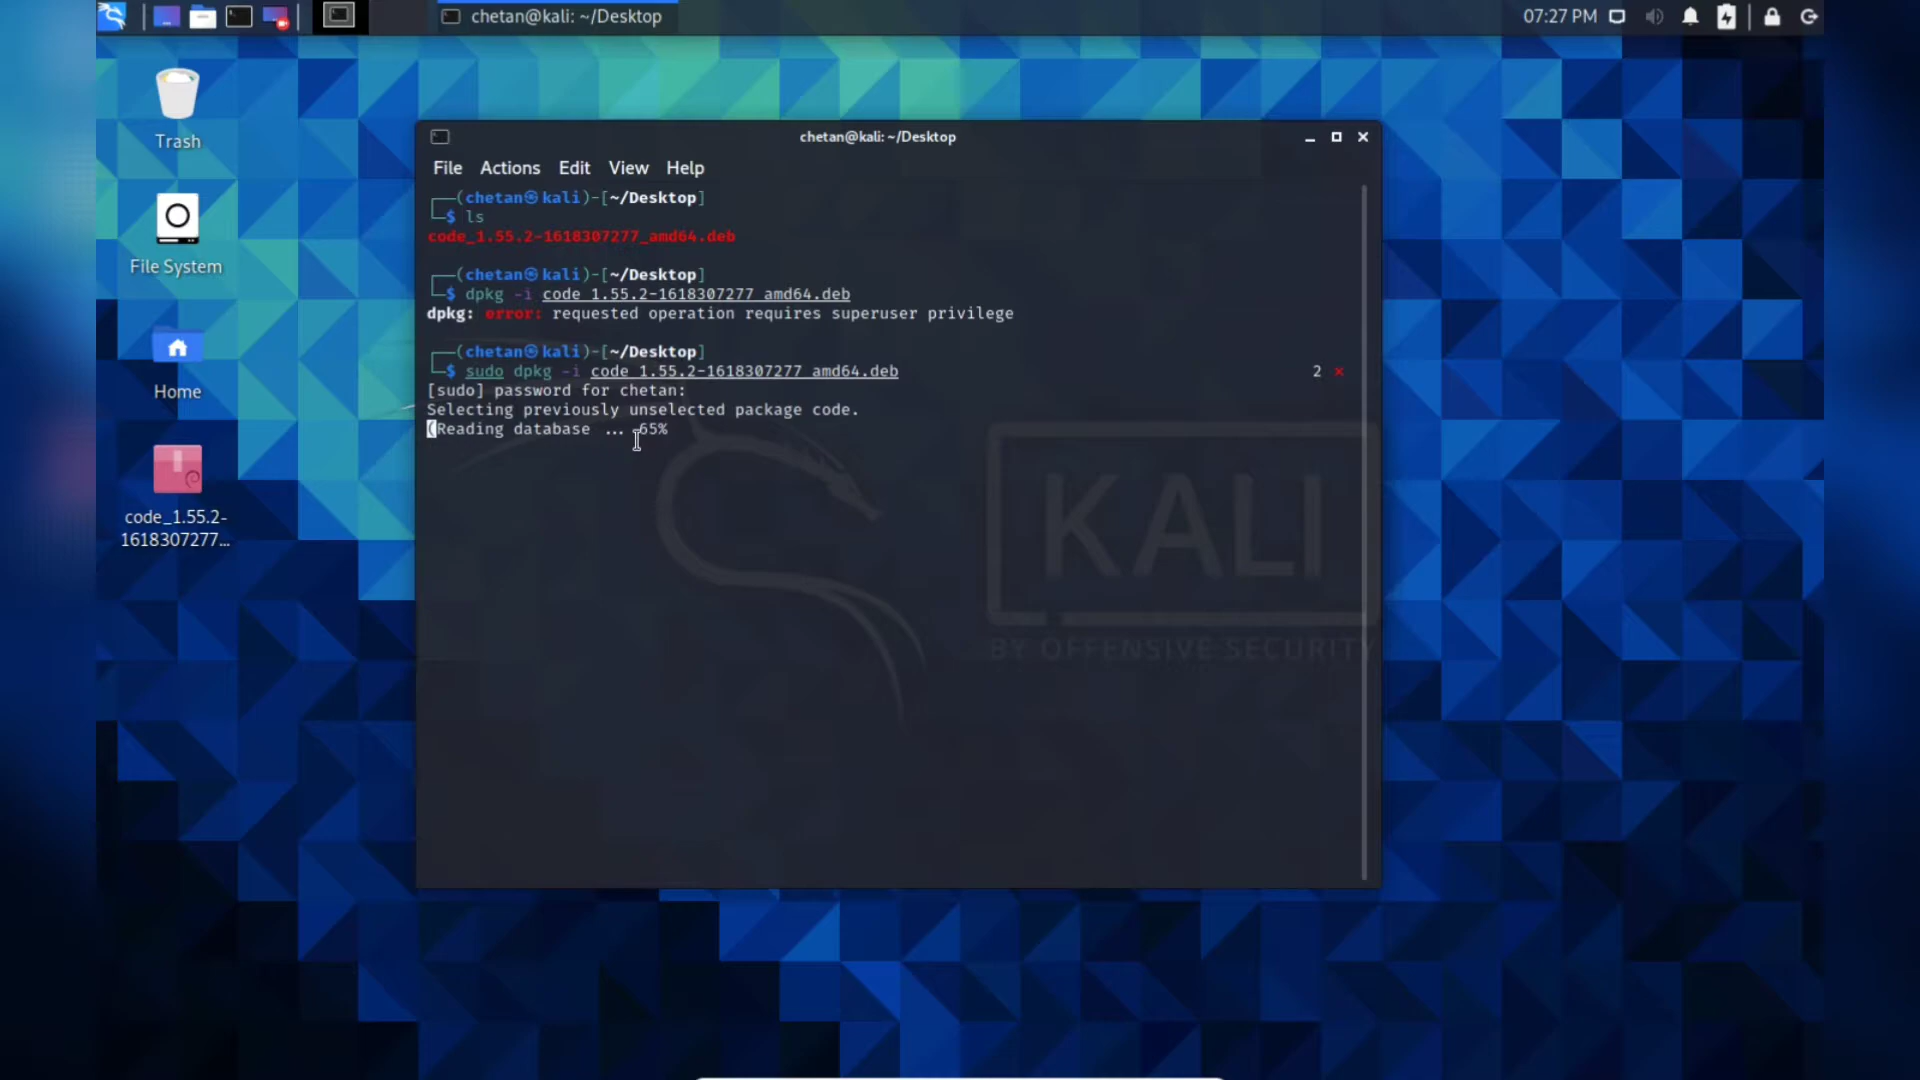 chetan@kali: ~/Desktop
07:27 PM
Trash
File System
Home
code_1.55.2-
1618307277...
chetan@kali: ~/Desktop
File Actions Edit View Help
┌──(chetan㉿kali)-[~/Desktop]
└─$ ls
code_1.55.2-1618307277_amd64.deb
┌──(chetan㉿kali)-[~/Desktop]
└─$ dpkg -i code_1.55.2-1618307277_amd64.deb
dpkg: error: requested operation requires superuser privilege
┌──(chetan㉿kali)-[~/Desktop]
└─$ sudo dpkg -i code_1.55.2-1618307277_amd64.deb 2 ⨯
[sudo] password for chetan:
Selecting previously unselected package code.
(Reading database ... 65%
KALI
BY OFFENSIVE SECURITY